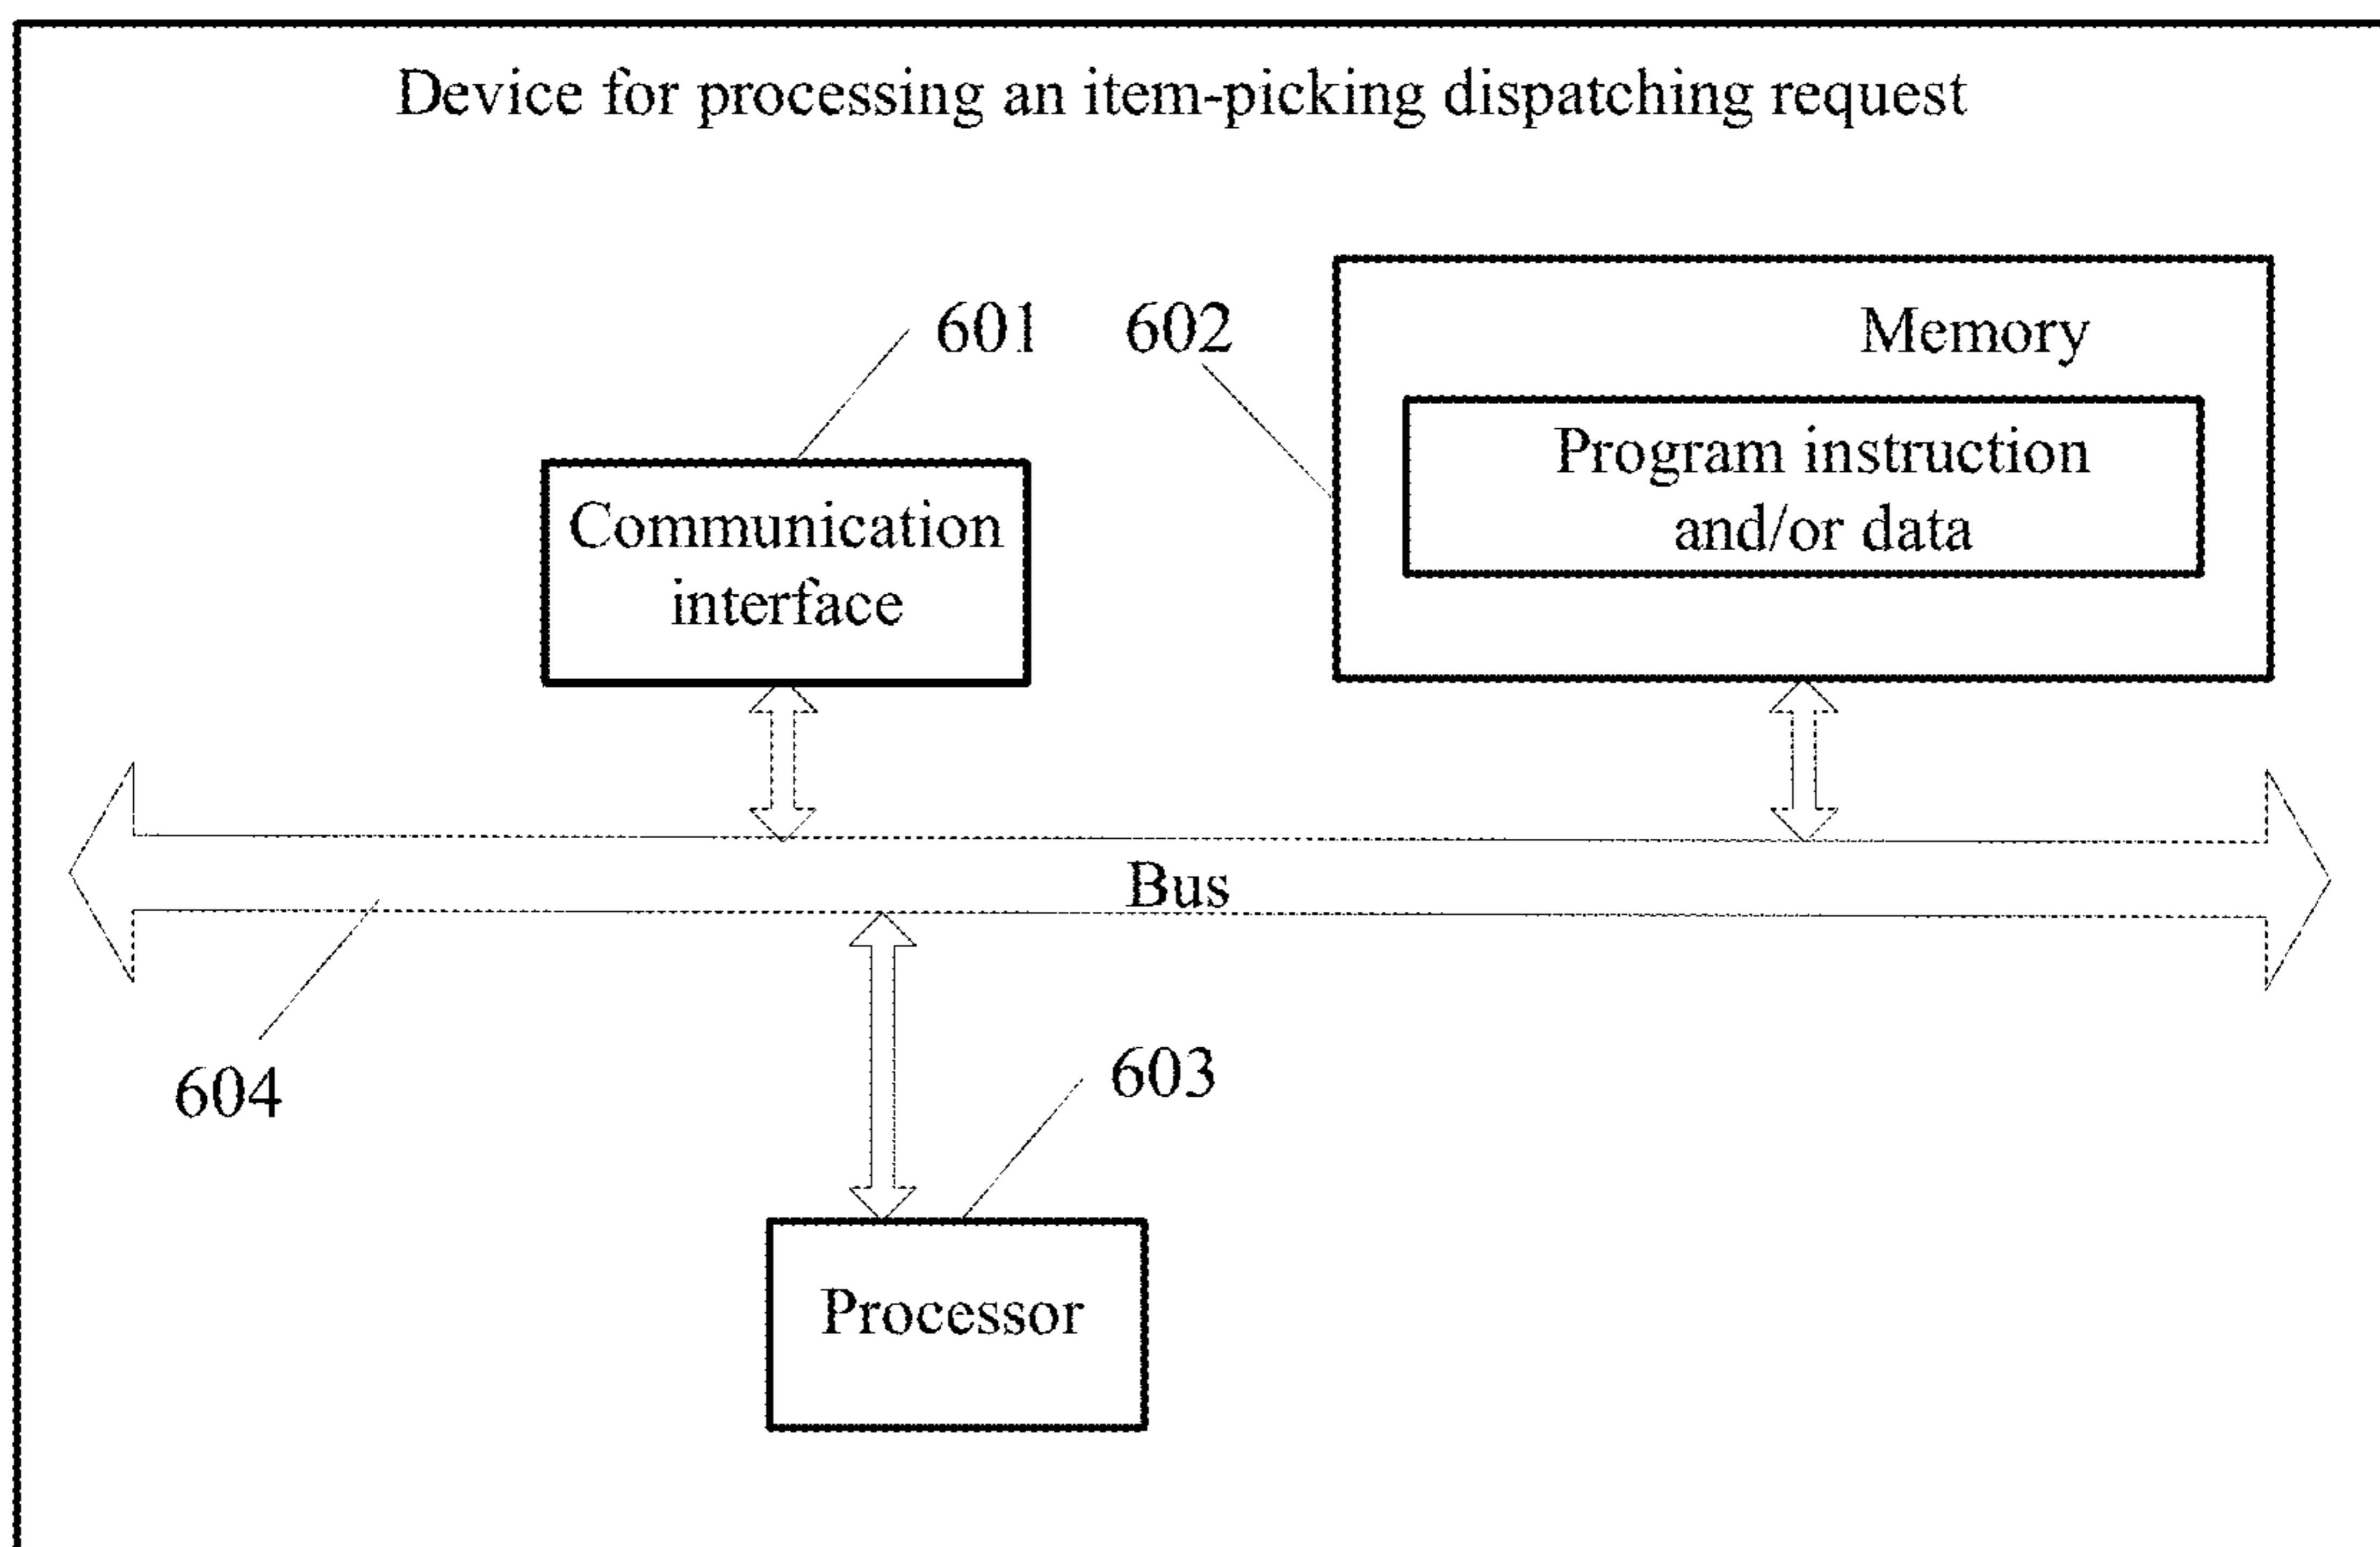 Device for processing an item-picking dispatching request
601
602
Memory
Program instruction
and/or data
Communication
interface
Bus
604
603
Processor